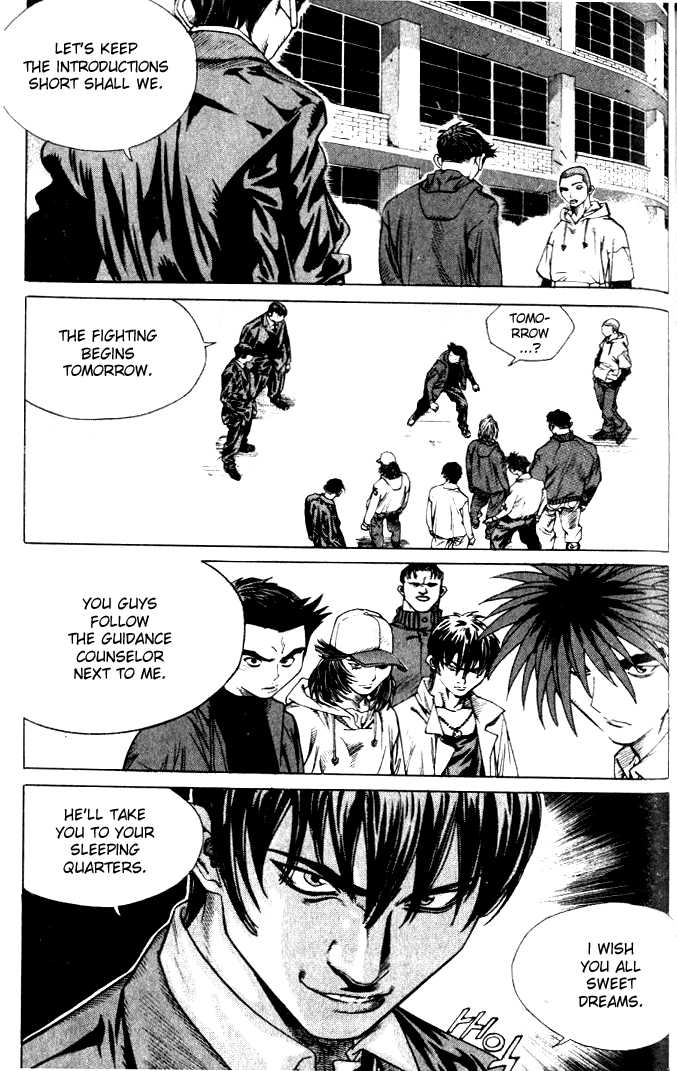 LET'S KEEP
THE INTRODUCTIONS
SHORT SHALL WE.
THE FIGHTING
BEGINS
TOMORROW.
TOMO-
RROW
...?
YOU GUYS
FOLLOW
THE GUIDANCE
COUNSELOR
NEXT TO ME.
HE'LL TAKE
YOU TO YOUR
SLEEPING
QUARTERS.
I WISH
YOU ALL
SWEET
DREAMS.